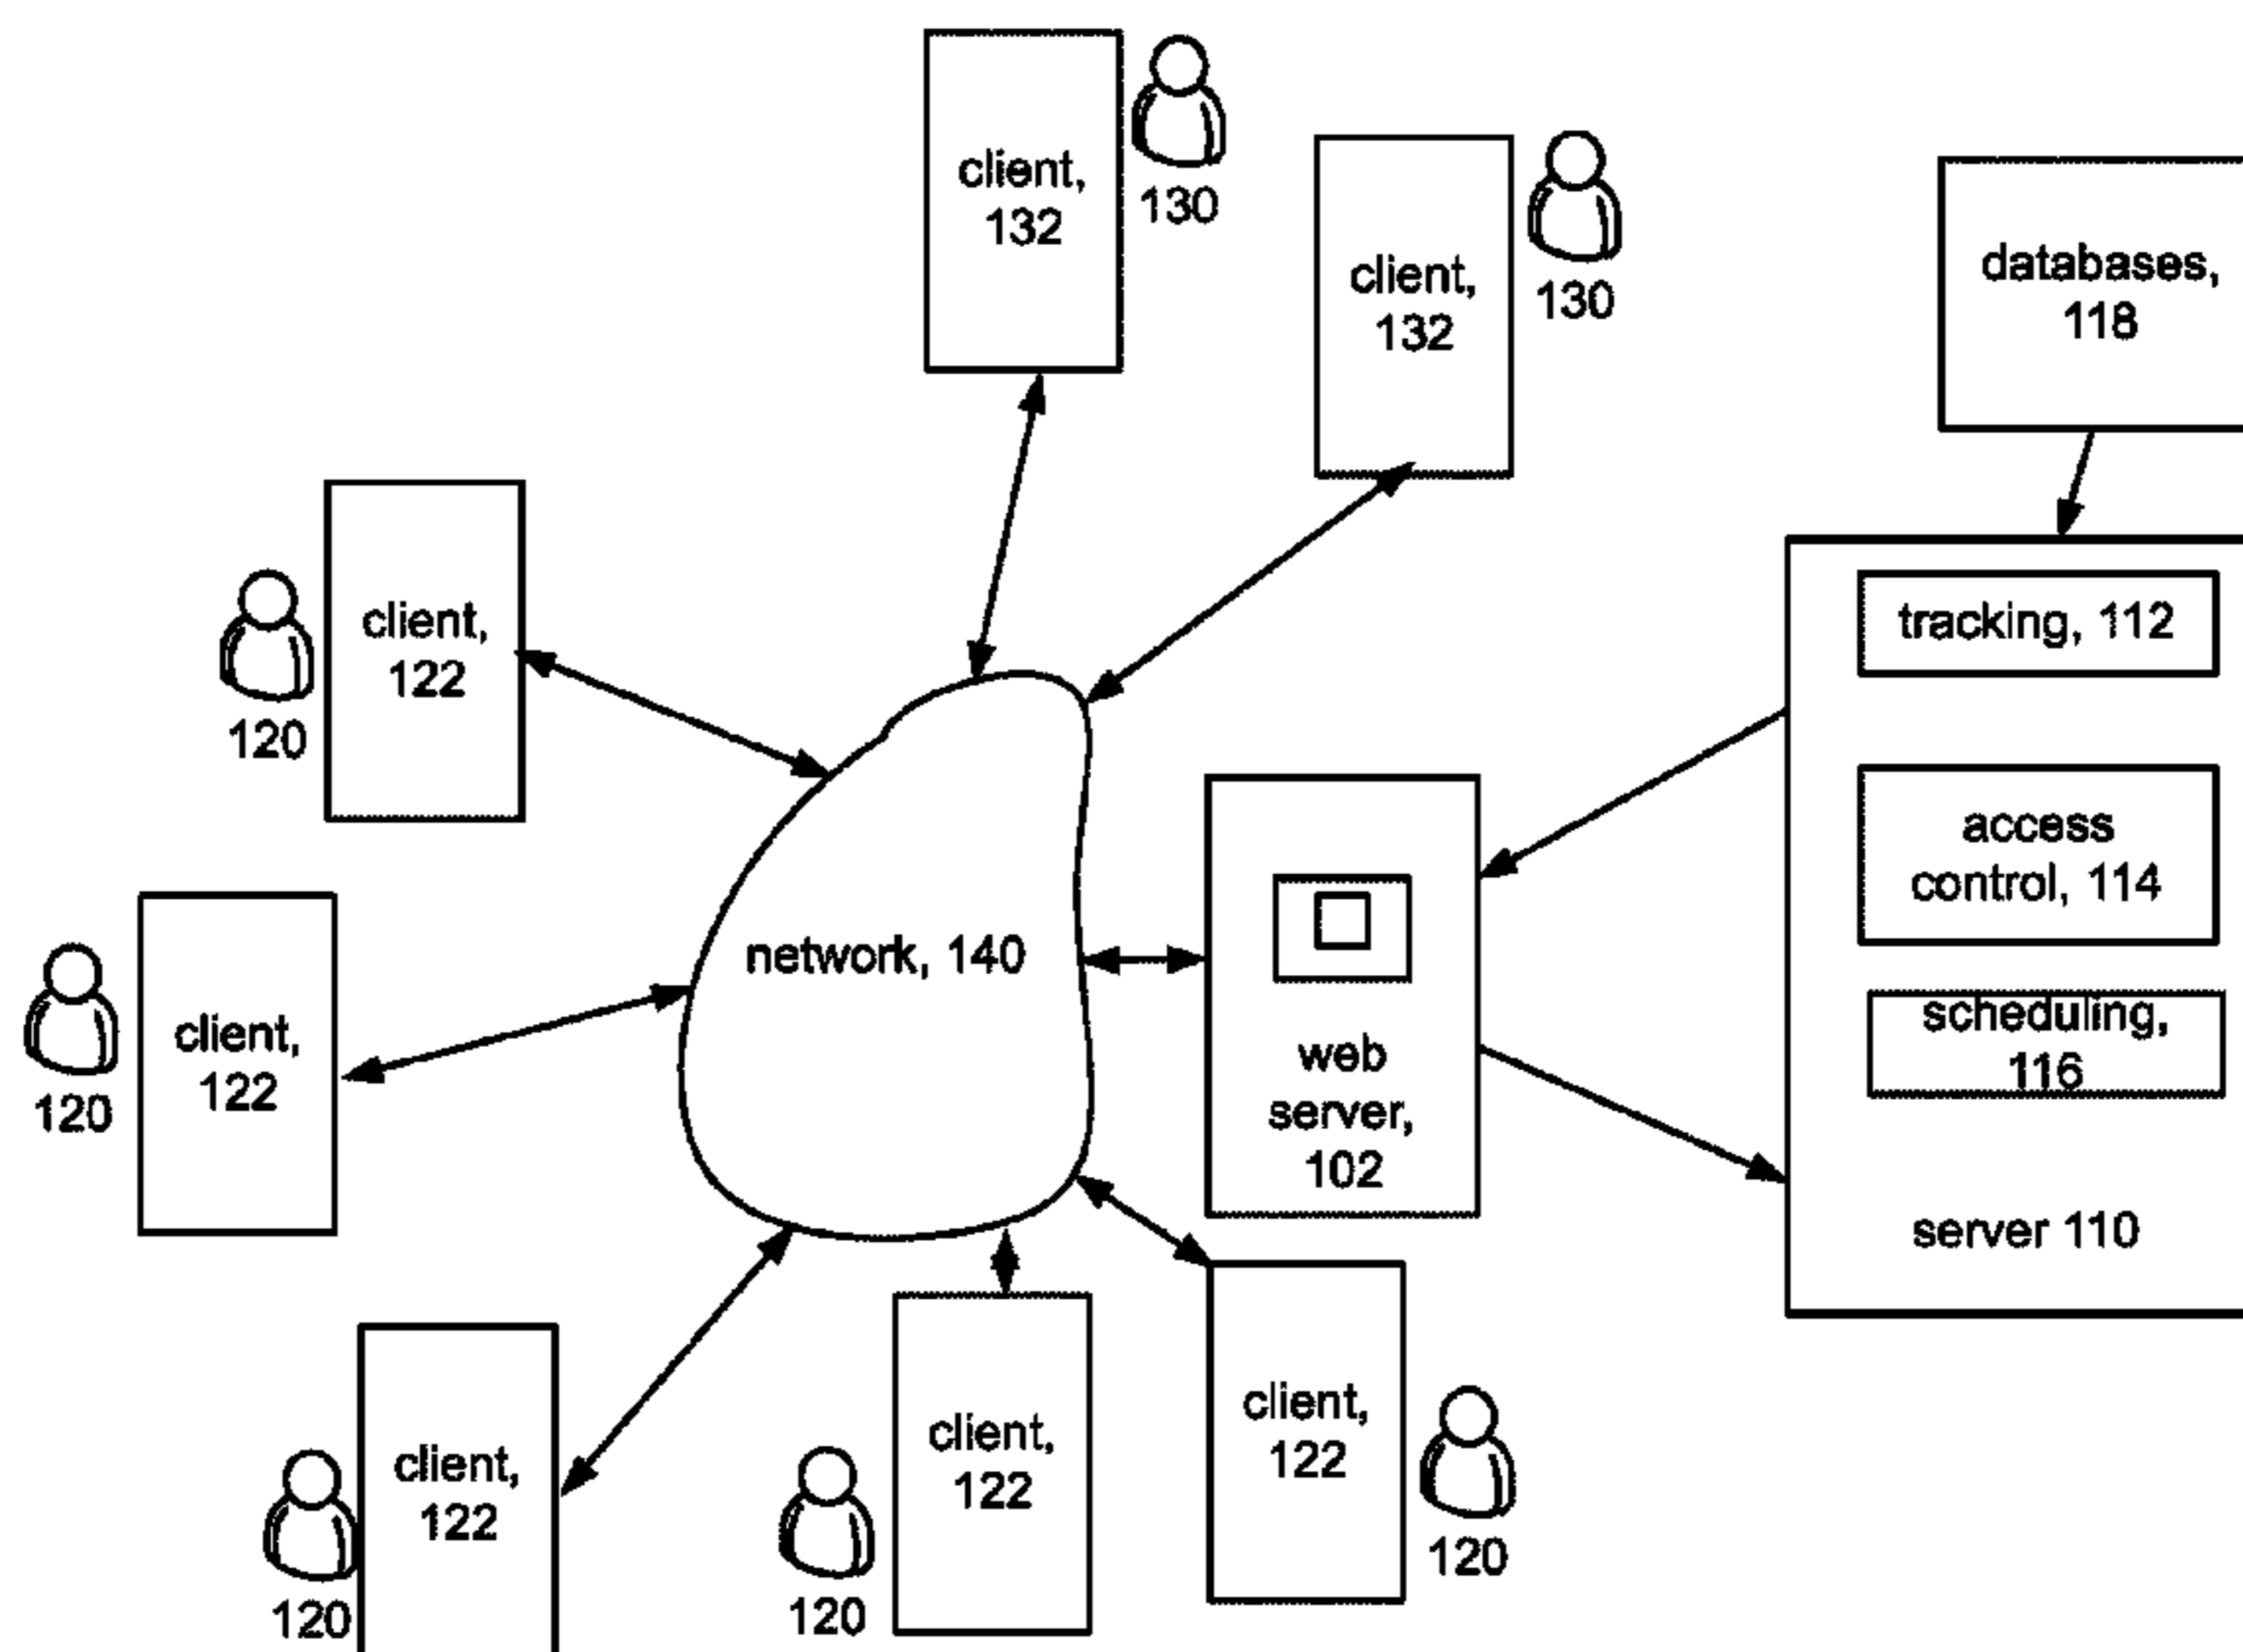 client,
132
130
client,
132
130
databases,
118
client,
122
120
tracking, 112
access
control, 114
network, 140
client,
122
120
scheduling,
116
web
server,
102
server 110
client,
122
120
client,
122
120
client,
122
120